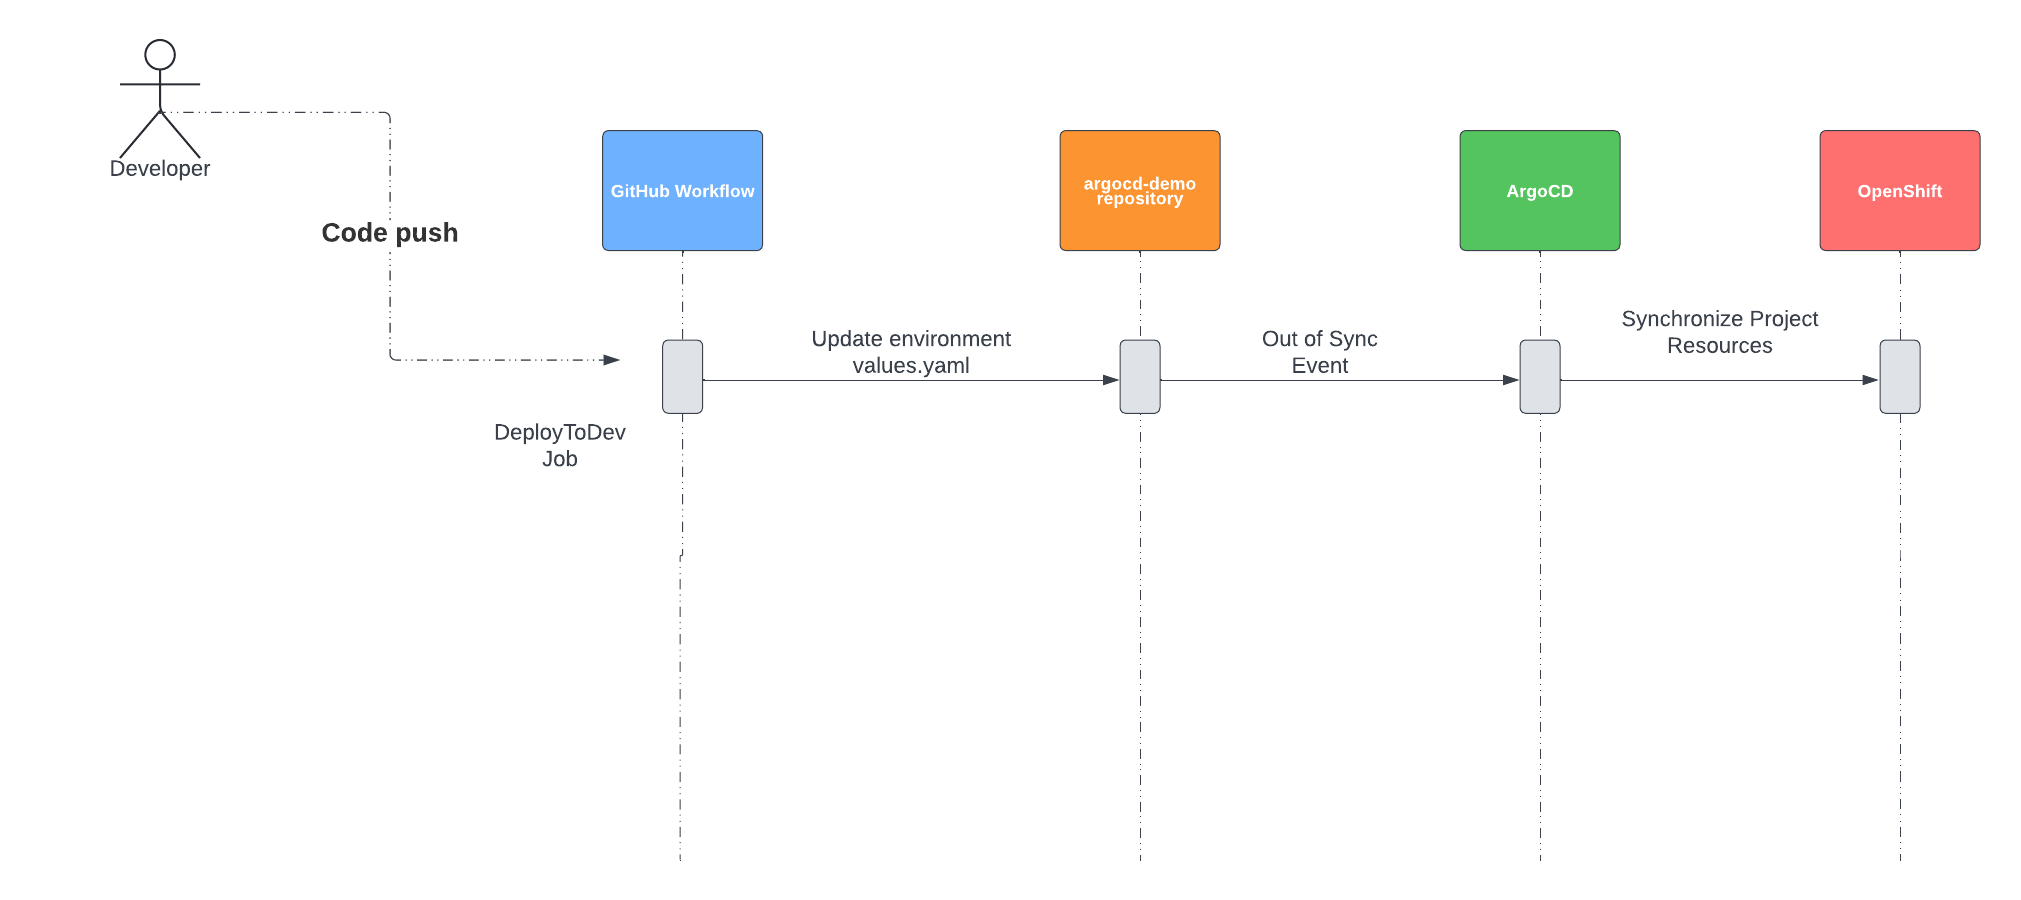 Developer
Code push
GitHub Workflow
argocd-demo
repository
ArgoCD
OpenShift
Update environment
values.yaml
Out of Sync
Event
Synchronize Project
Resources
DeployToDev
Job